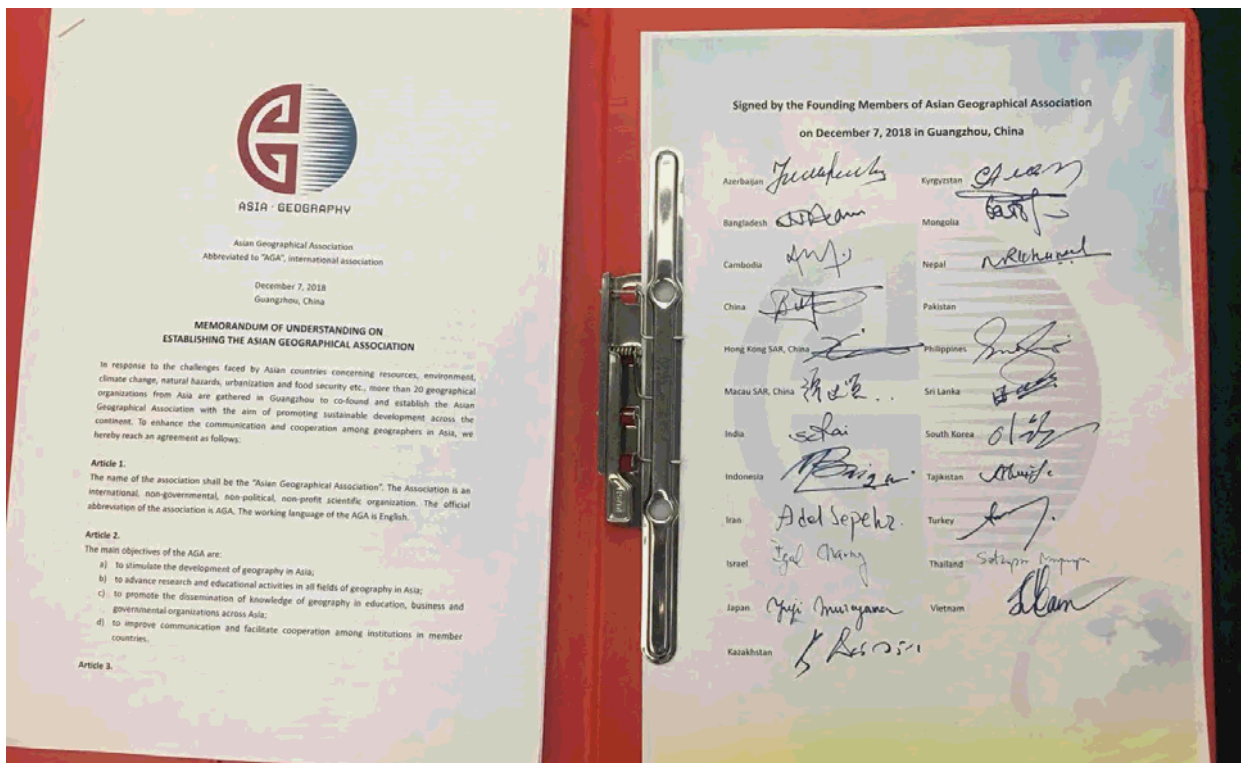 ASIA · GEOGRAPHY
Asian Geographical Association
Abbreviated to "AGA", international association
December 7, 2018
Guangzhou, China
MEMORANDUM OF UNDERSTANDING ON
ESTABLISHING THE ASIAN GEOGRAPHICAL ASSOCIATION
In response to the challenges faced by Asian countries concerning resources, environment,
climate change, natural hazards, urbanization and food security etc., more than 20 geographical
organizations from Asia are gathered in Guangzhou to co-found and establish the Asian
Geographical Association with the aim of promoting sustainable development across the
continent. To enhance the communication and cooperation among geographers in Asia, we
hereby reach an agreement as follows.
Article 1.
The name of the association shall be the "Asian Geographical Association". The Association is an
international, non-governmental, non-political, non-profit scientific organization. The official
abbreviation of the association is AGA. The working language of the AGA is English.
Article 2.
The main objectives of the AGA are:
a) to stimulate the development of geography in Asia;
b) to advance research and educational activities in all fields of geography in Asia;
c) to promote the dissemination of knowledge of geography in education, business and
governmental organizations across Asia;
d) to improve communication and facilitate cooperation among institutions in member
countries.
Article 3.
Signed by the Founding Members of Asian Geographical Association
on December 7, 2018 in Guangzhou, China
Azerbaijan
Kyrgyzstan
Bangladesh
Mongolia
Cambodia
Nepal
China
Pakistan
Hong Kong SAR, China
Philippines
Macau SAR, China
Sri Lanka
India
South Korea
Indonesia
Tajikistan
Iran Adel Sepehr
Turkey
Israel Igal Charny
Thailand
Japan Yuji Murayama
Vietnam
Kazakhstan